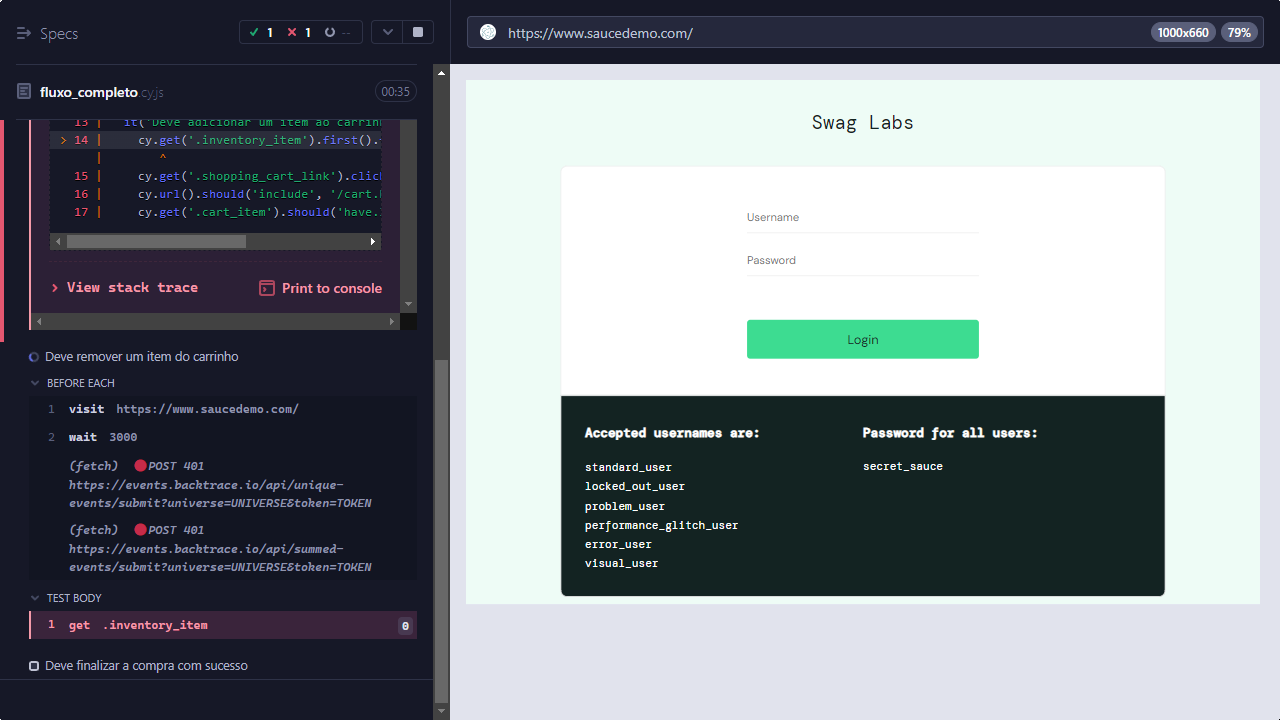 Specs
1 1 --
https://www.saucedemo.com/
1000x660 79%
fluxo_completo.cy.js 00:35
13 | it('Deve adicionar um item ao carrinh
> 14 | cy.get('.inventory_item').first().
| ^
15 | cy.get('.shopping_cart_link').clic
16 | cy.url().should('include', '/cart.
17 | cy.get('.cart_item').should('have.
View stack trace Print to console
Deve remover um item do carrinho
BEFORE EACH
1 visit https://www.saucedemo.com/
2 wait 3000
(fetch) POST 401
https://events.backtrace.io/api/unique-
events/submit?universe=UNIVERSE&token=TOKEN
(fetch) POST 401
https://events.backtrace.io/api/summed-
events/submit?universe=UNIVERSE&token=TOKEN
TEST BODY
1 get .inventory_item 0
Deve finalizar a compra com sucesso
Swag Labs
Username
Password
Login
Accepted usernames are:
standard_user
locked_out_user
problem_user
performance_glitch_user
error_user
visual_user
Password for all users:
secret_sauce